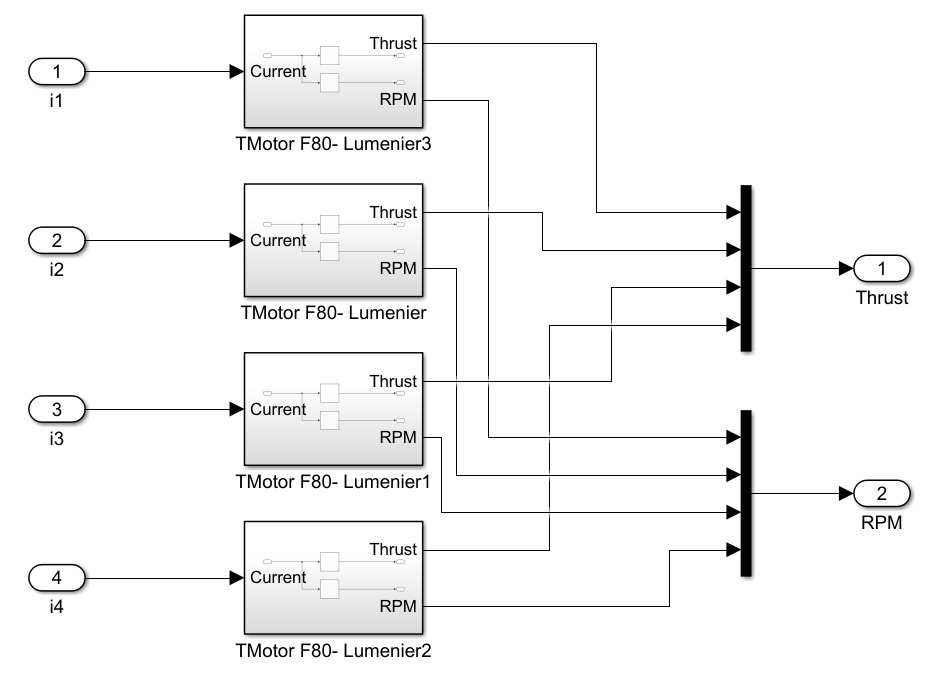 Thrust
1
Current
i1
RPM
TMotor F80- Lumenier3
Thrust
2
Current
i2
RPM
1
Thrust
TMotor F80- Lumenier
Thrust
3
Current
i3
RPM
TMotor F80- Lumenier1
2
RPM
Thrust
4
Current
i4
RPM
TMotor F80- Lumenier2